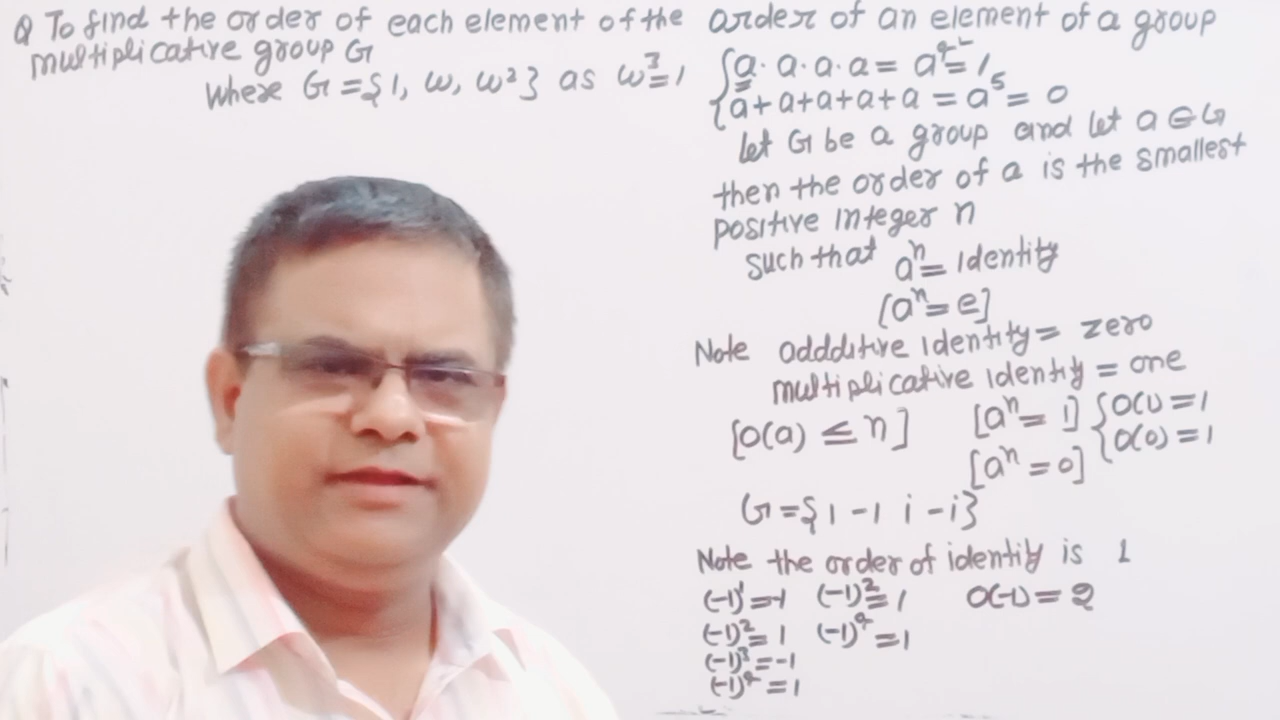 Q To find the order of each element of the
multiplicative group G
where G = {1, ω, ω²} as ω³=1
order of an element of a group
{a·a·a·a = a⁴=1
{a+a+a+a+a = a⁵ = 0
let G be a group and let a∈G
then the order of a is the smallest
positive integer n
such that aⁿ= identity
[aⁿ= e]
Note addditive identity= zero
multiplicative identity = one
[O(a) ≤ n] [aⁿ= 1] {O(1)=1
[aⁿ=0] {O(0)=1
G={1 -1 i -i}
Note the order of identity is 1
(-1)¹=-1 (-1)²=1 O(-1)= 2
(-1)²= 1 (-1)⁴=1
(-1)³=-1
(-1)⁴=1